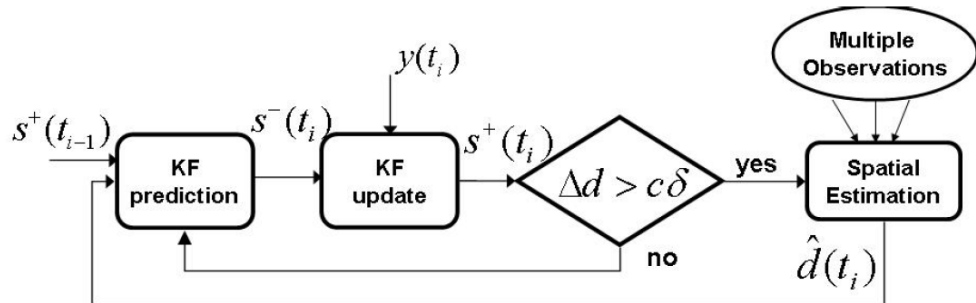 Multiple
Observations
y(t_i)
s^+(t_{i-1})
KF
prediction
s^-(t_i)
KF
update
s^+(t_i)
Δd > cδ
yes
no
Spatial
Estimation
\hat{d}(t_i)